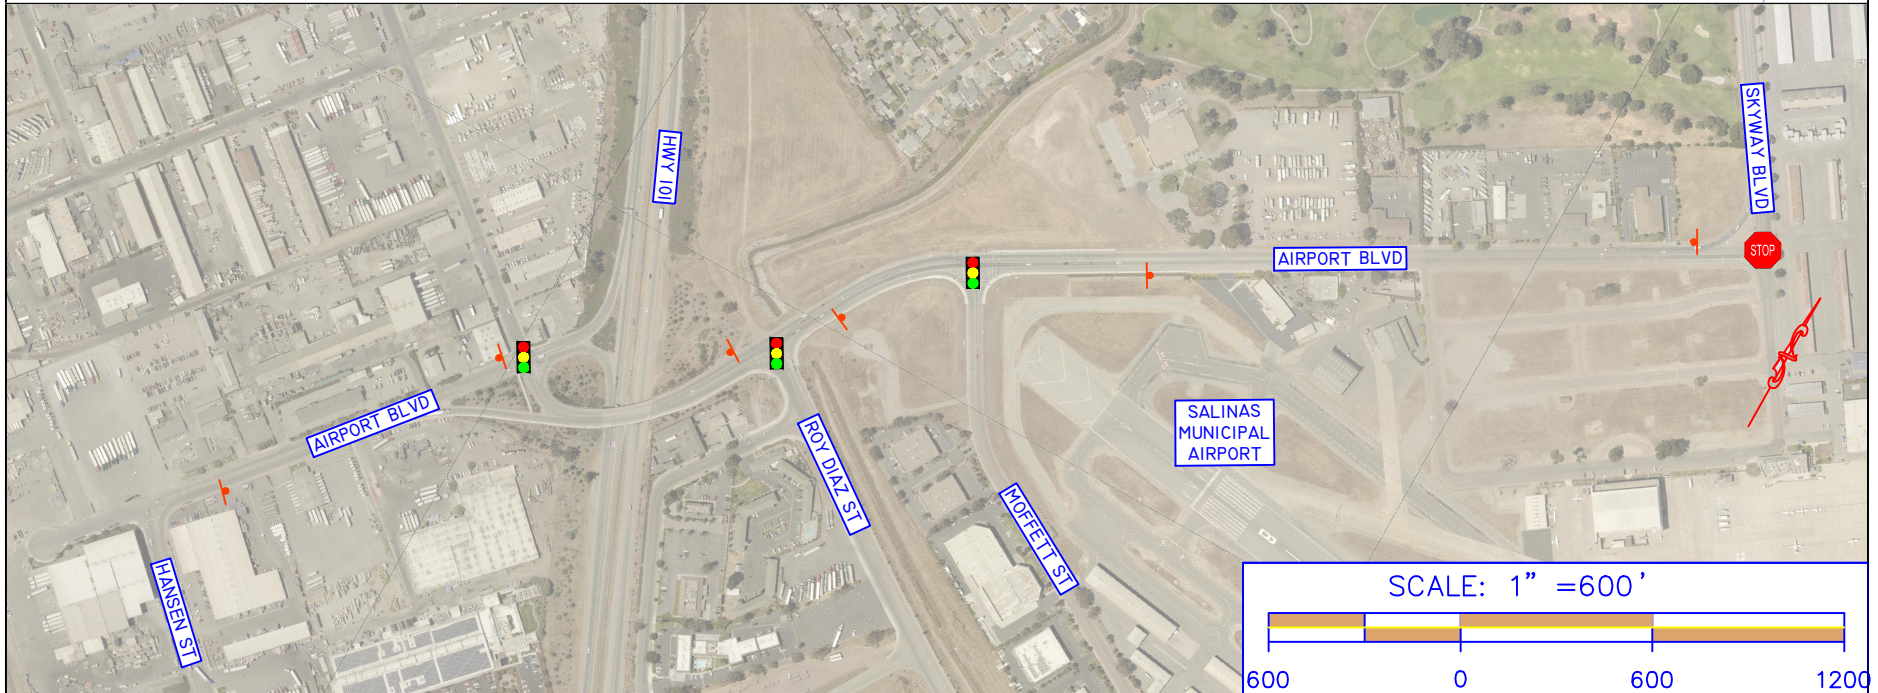 SKYWAY BLVD
HWY 101
AIRPORT BLVD
STOP
AIRPORT BLVD
SALINAS
MUNICIPAL
AIRPORT
ROY DIAZ ST
MOFFETT ST
HANSEN ST
SCALE: 1” =600'
600 0 600 1200